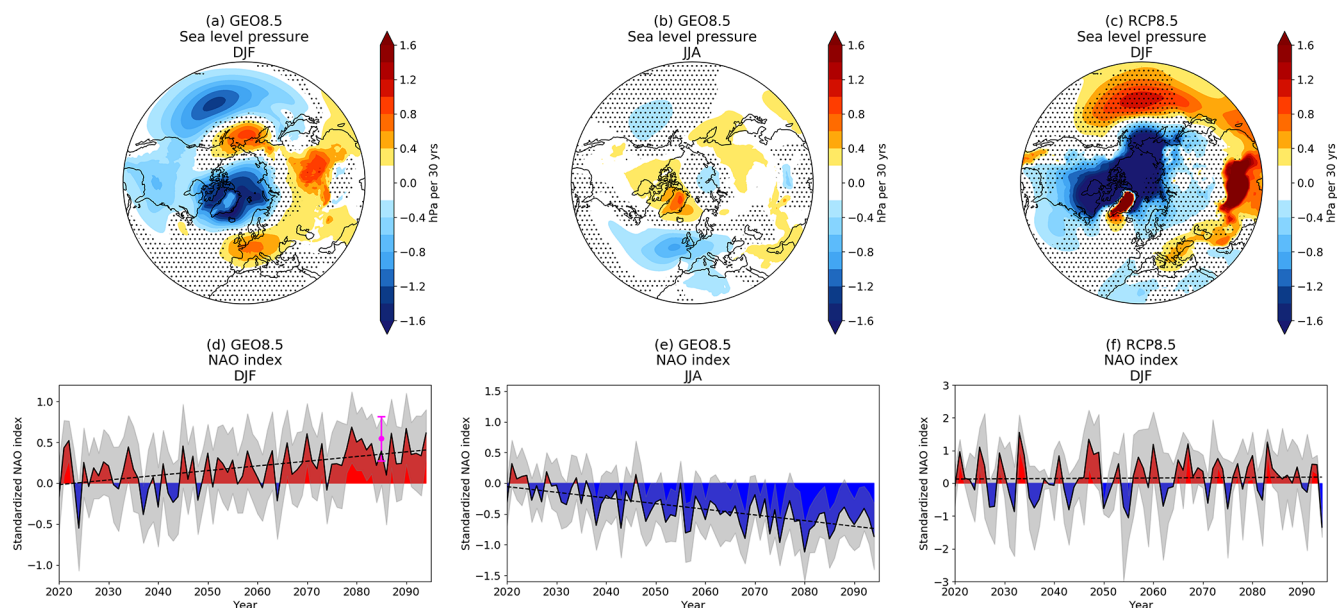 (a) GEO8.5
Sea level pressure
DJF
1.6
1.2
0.8
0.4
0.0
−0.4
−0.8
−1.2
−1.6
hPa per 30 yrs
(b) GEO8.5
Sea level pressure
JJA
1.6
1.2
0.8
0.4
0.0
−0.4
−0.8
−1.2
−1.6
hPa per 30 yrs
(c) RCP8.5
Sea level pressure
DJF
1.6
1.2
0.8
0.4
0.0
−0.4
−0.8
−1.2
−1.6
hPa per 30 yrs
(d) GEO8.5
NAO index
DJF
Standardized NAO index
1.0
0.5
0.0
−0.5
−1.0
2020 2030 2040 2050 2060 2070 2080 2090
Year
(e) GEO8.5
NAO index
JJA
Standardized NAO index
1.5
1.0
0.5
0.0
−0.5
−1.0
−1.5
2020 2030 2040 2050 2060 2070 2080 2090
Year
(f) RCP8.5
NAO index
DJF
Standardized NAO index
3
2
1
0
−1
−2
−3
2020 2030 2040 2050 2060 2070 2080 2090
Year